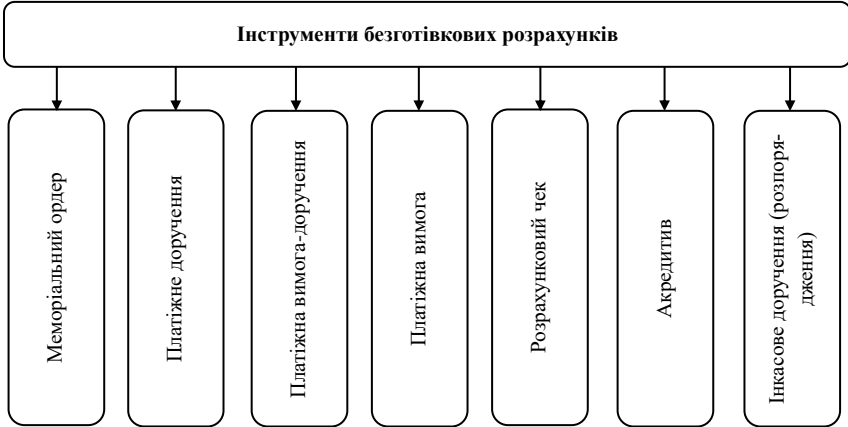 Інструменти безготівкових розрахунків
Меморіальний ордер
Платіжне доручення
Платіжна вимога-доручення
Платіжна вимога
Розрахунковий чек
Акредитив
Інкасове доручення (розпоря-
дження)